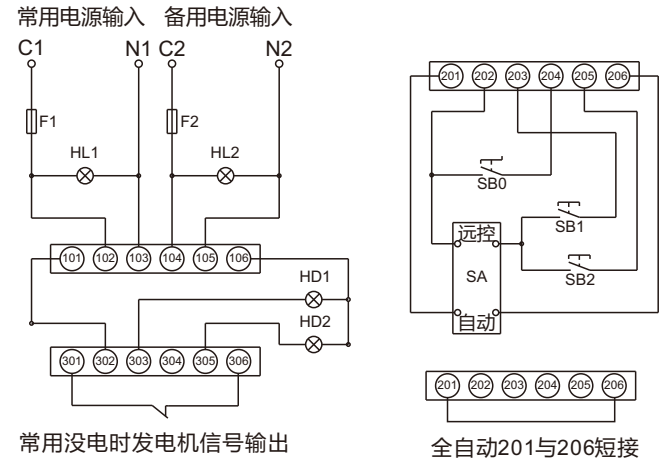 常用电源输入 备用电源输入
C1 N1 C2 N2
F1 F2
HL1 HL2
101 102 103 104 105 106
HD1
HD2
301 302 303 304 305 306
常用没电时发电机信号输出
201 202 203 204 205 206
SB0
SB1
远控
SA
SB2
自动
201 202 203 204 205 206
全自动201与206短接